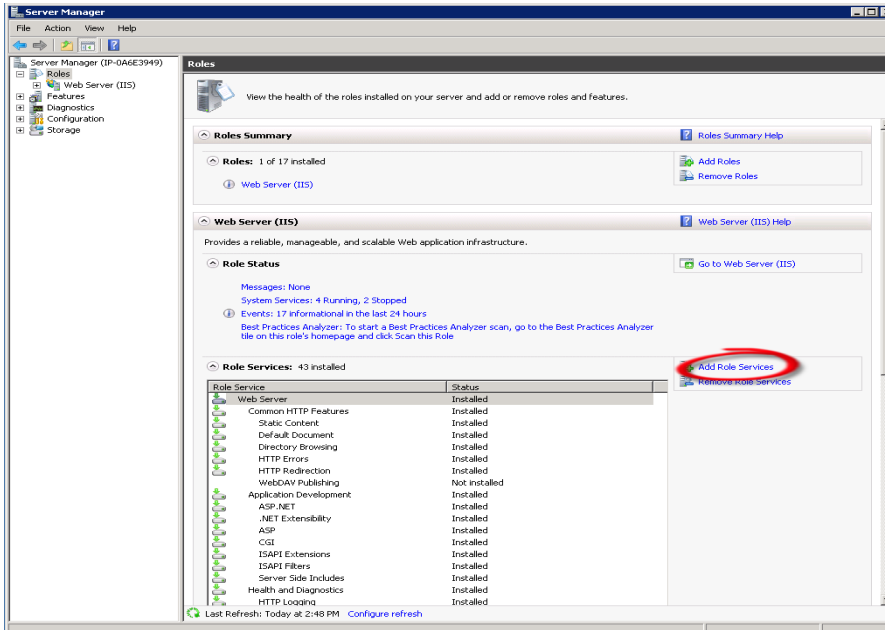 Server Manager
File Action View Help
Server Manager (IP-0A6E3949)
Roles
Web Server (IIS)
Features
Diagnostics
Configuration
Storage
Roles
View the health of the roles installed on your server and add or remove roles and features.
Roles Summary
Roles Summary Help
Roles: 1 of 17 installed
Add Roles
Remove Roles
Web Server (IIS)
Web Server (IIS)
Web Server (IIS) Help
Provides a reliable, manageable, and scalable Web application infrastructure.
Role Status
Go to Web Server (IIS)
Messages: None
System Services: 4 Running, 2 Stopped
Events: 17 informational in the last 24 hours
Best Practices Analyzer: To start a Best Practices Analyzer scan, go to the Best Practices Analyzer
tile on this role's homepage and click Scan this Role
Role Services: 43 installed
Add Role Services
Remove Role Services
Role Service Status
Web Server Installed
Common HTTP Features Installed
Static Content Installed
Default Document Installed
Directory Browsing Installed
HTTP Errors Installed
HTTP Redirection Installed
WebDAV Publishing Not installed
Application Development Installed
ASP.NET Installed
.NET Extensibility Installed
ASP Installed
CGI Installed
ISAPI Extensions Installed
ISAPI Filters Installed
Server Side Includes Installed
Health and Diagnostics Installed
HTTP Logging Installed
Last Refresh: Today at 2:48 PM Configure refresh